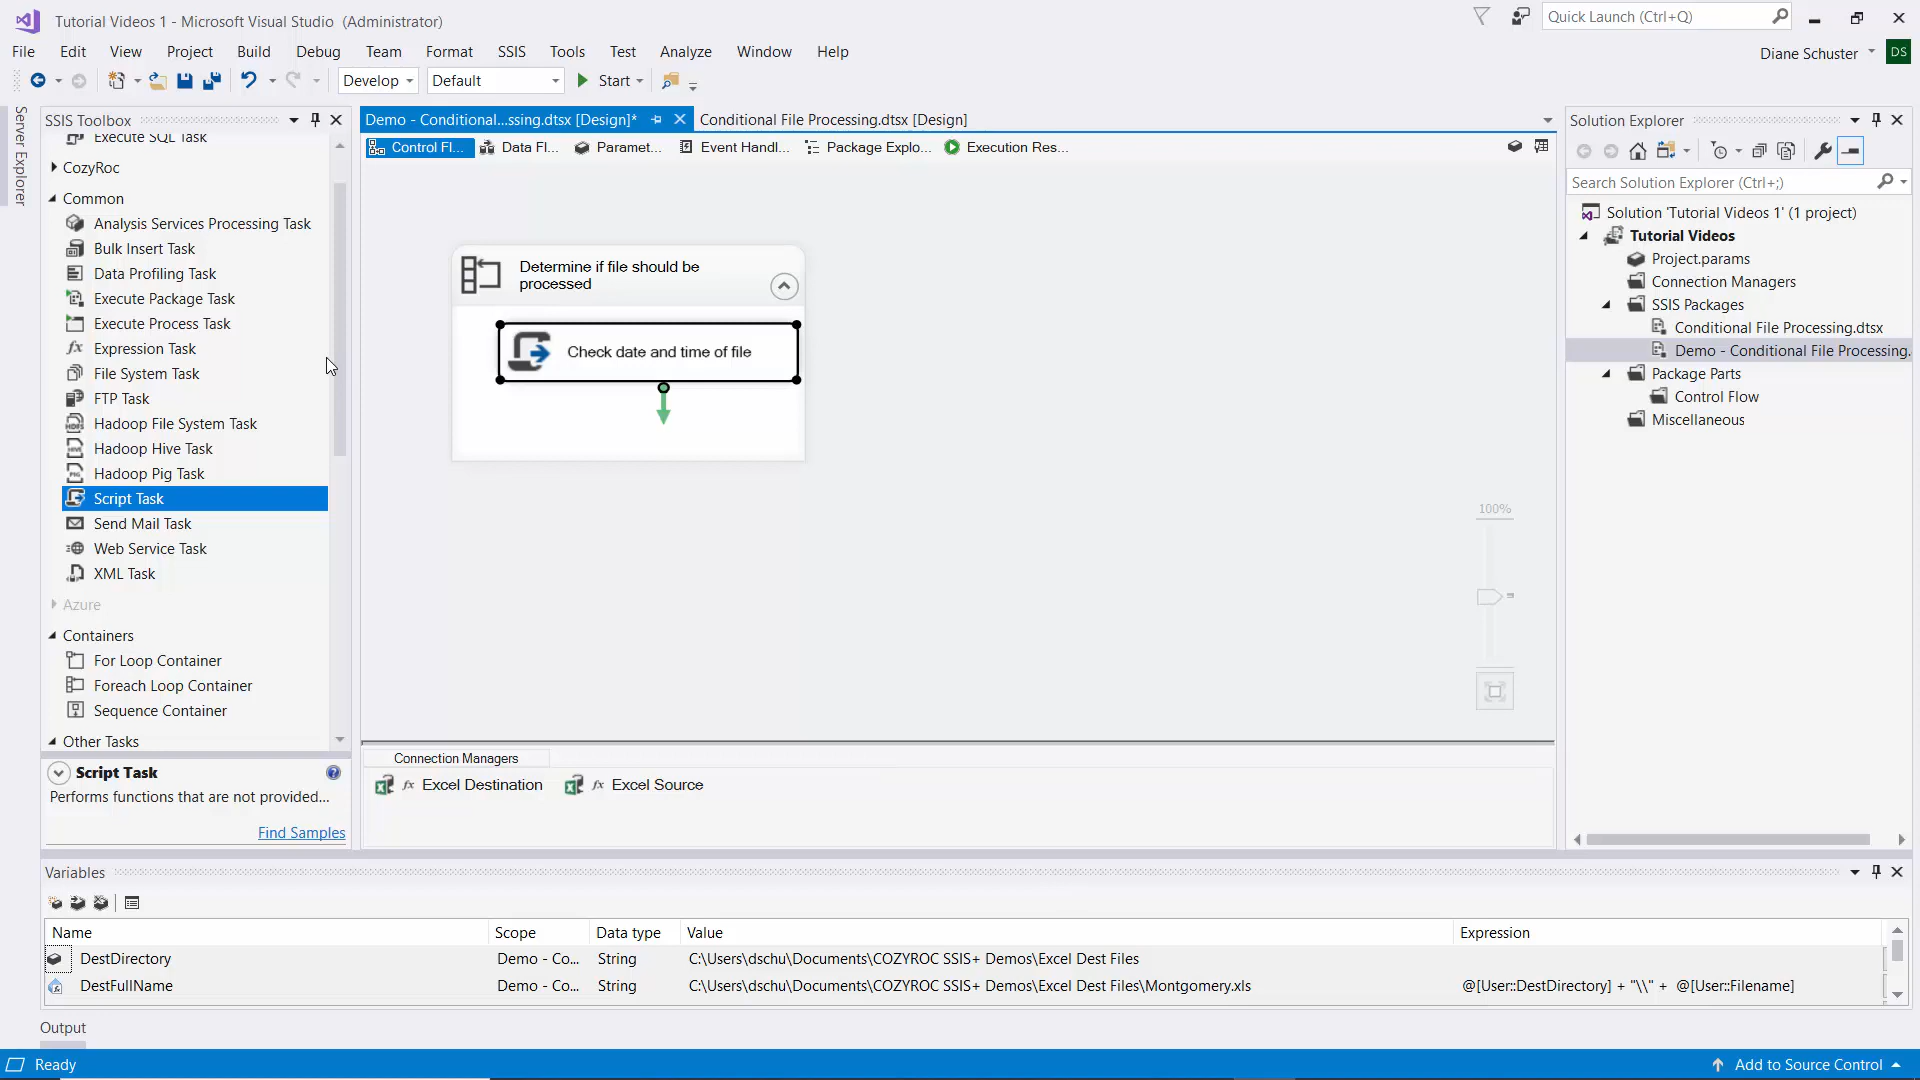 Tutorial Videos 1 - Microsoft Visual Studio (Administrator)
Quick Launch (Ctrl+Q)
File Edit View Project Build Debug Team Format SSIS Tools Test Analyze Window Help
Diane Schuster DS
Develop Default Start
Server Explorer
SSIS Toolbox
Execute SQL Task
CozyRoc
Common
Analysis Services Processing Task
Bulk Insert Task
Data Profiling Task
Execute Package Task
Execute Process Task
Expression Task
File System Task
FTP Task
Hadoop File System Task
Hadoop Hive Task
Hadoop Pig Task
Script Task
Send Mail Task
Web Service Task
XML Task
Azure
Containers
For Loop Container
Foreach Loop Container
Sequence Container
Other Tasks
Script Task
Performs functions that are not provided...
Find Samples
Demo - Conditional...ssing.dtsx [Design]* Conditional File Processing.dtsx [Design]
Control Fl... Data Fl... Paramet... Event Handl... Package Explo... Execution Res...
Determine if file should be
processed
Check date and time of file
100%
Connection Managers
fx Excel Destination fx Excel Source
Solution Explorer
Search Solution Explorer (Ctrl+;)
Solution 'Tutorial Videos 1' (1 project)
Tutorial Videos
Project.params
Connection Managers
SSIS Packages
Conditional File Processing.dtsx
Demo - Conditional File Processing.
Package Parts
Control Flow
Miscellaneous
Variables
Name Scope Data type Value Expression
DestDirectory Demo - Co... String C:\Users\dschu\Documents\COZYROC SSIS+ Demos\Excel Dest Files
DestFullName Demo - Co... String C:\Users\dschu\Documents\COZYROC SSIS+ Demos\Excel Dest Files\Montgomery.xls @[User::DestDirectory] + "\\" + @[User::Filename]
Output
Ready
Add to Source Control